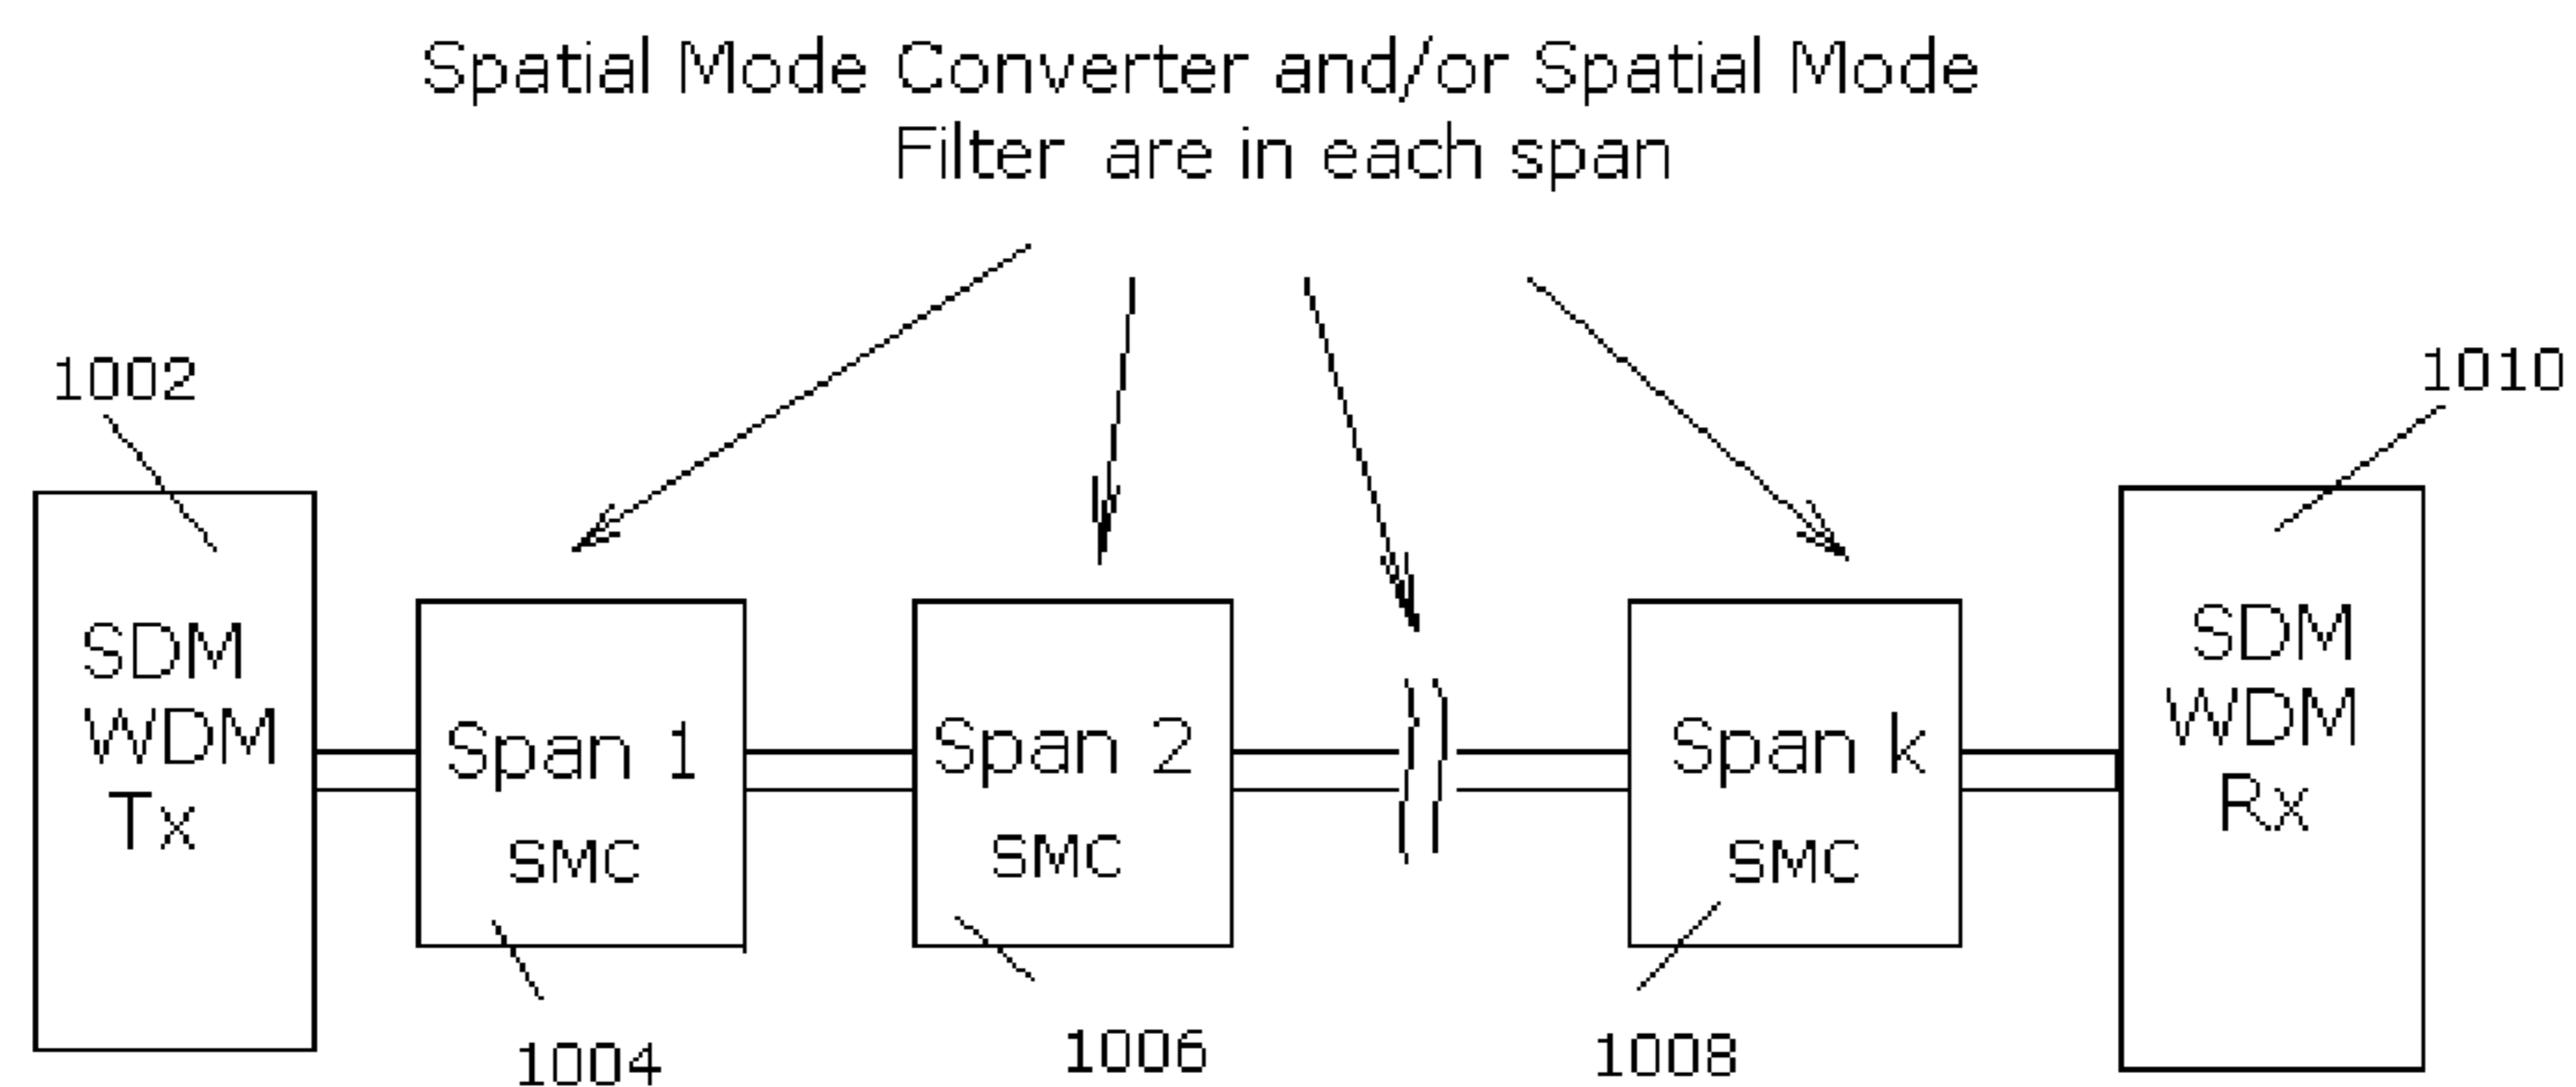 Spatial Mode Converter and/or Spatial Mode
Filter are in each span
1002
1010
SDM
WDM
Tx
Span 1
SMC
Span 2
SMC
Span k
SMC
SDM
WDM
Rx
1004
1006
1008